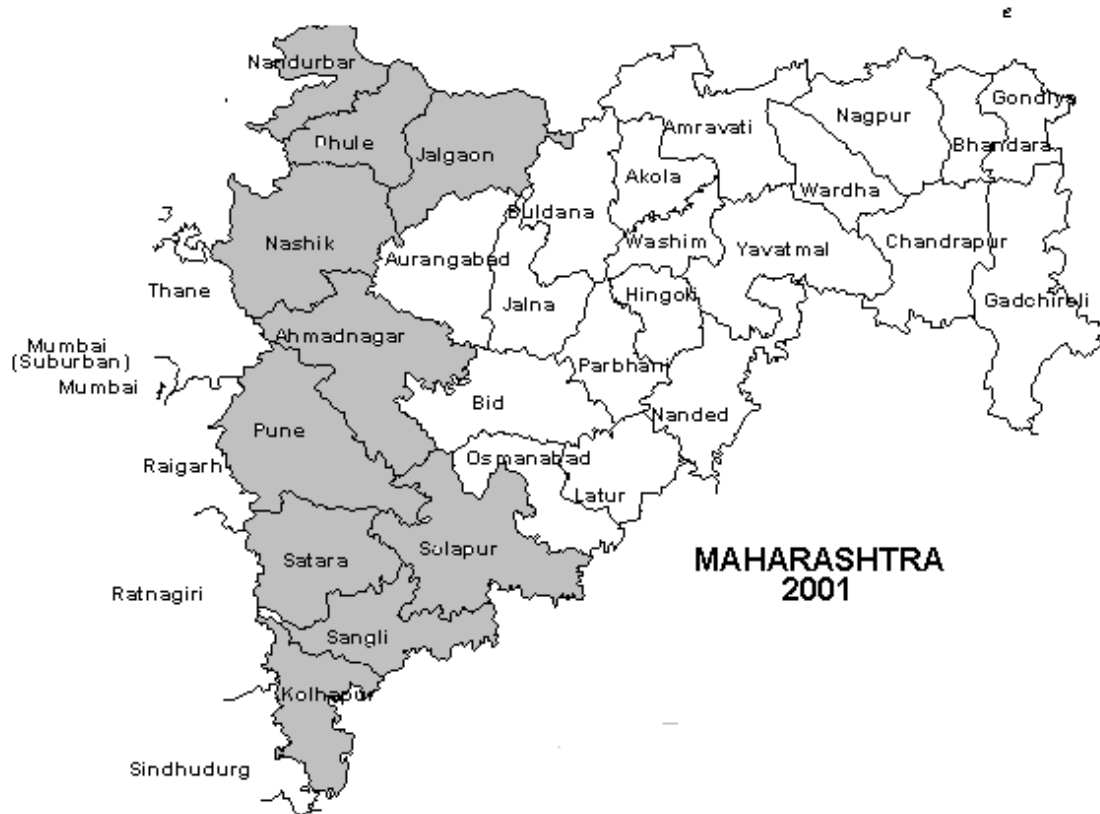 Nandurbar
Gondiya
Nagpur
Amravati
Dhule
Bhandara
Jalgaon
Akola
Wardha
Buldana
Nashik
Washim
Yavatmal
Chandrapur
Aurangabad
Thane
Jalna
Hingoli
Gadchireli
Ahmadnagar
Mumbai
(Suburban)
Parbhani
Mumbai
Bid
Nanded
Pune
Osmanabad
Raigarh
Latur
Solapur
Satara
MAHARASHTRA
2001
Ratnagiri
Sangli
Kolhapur
Sindhudurg